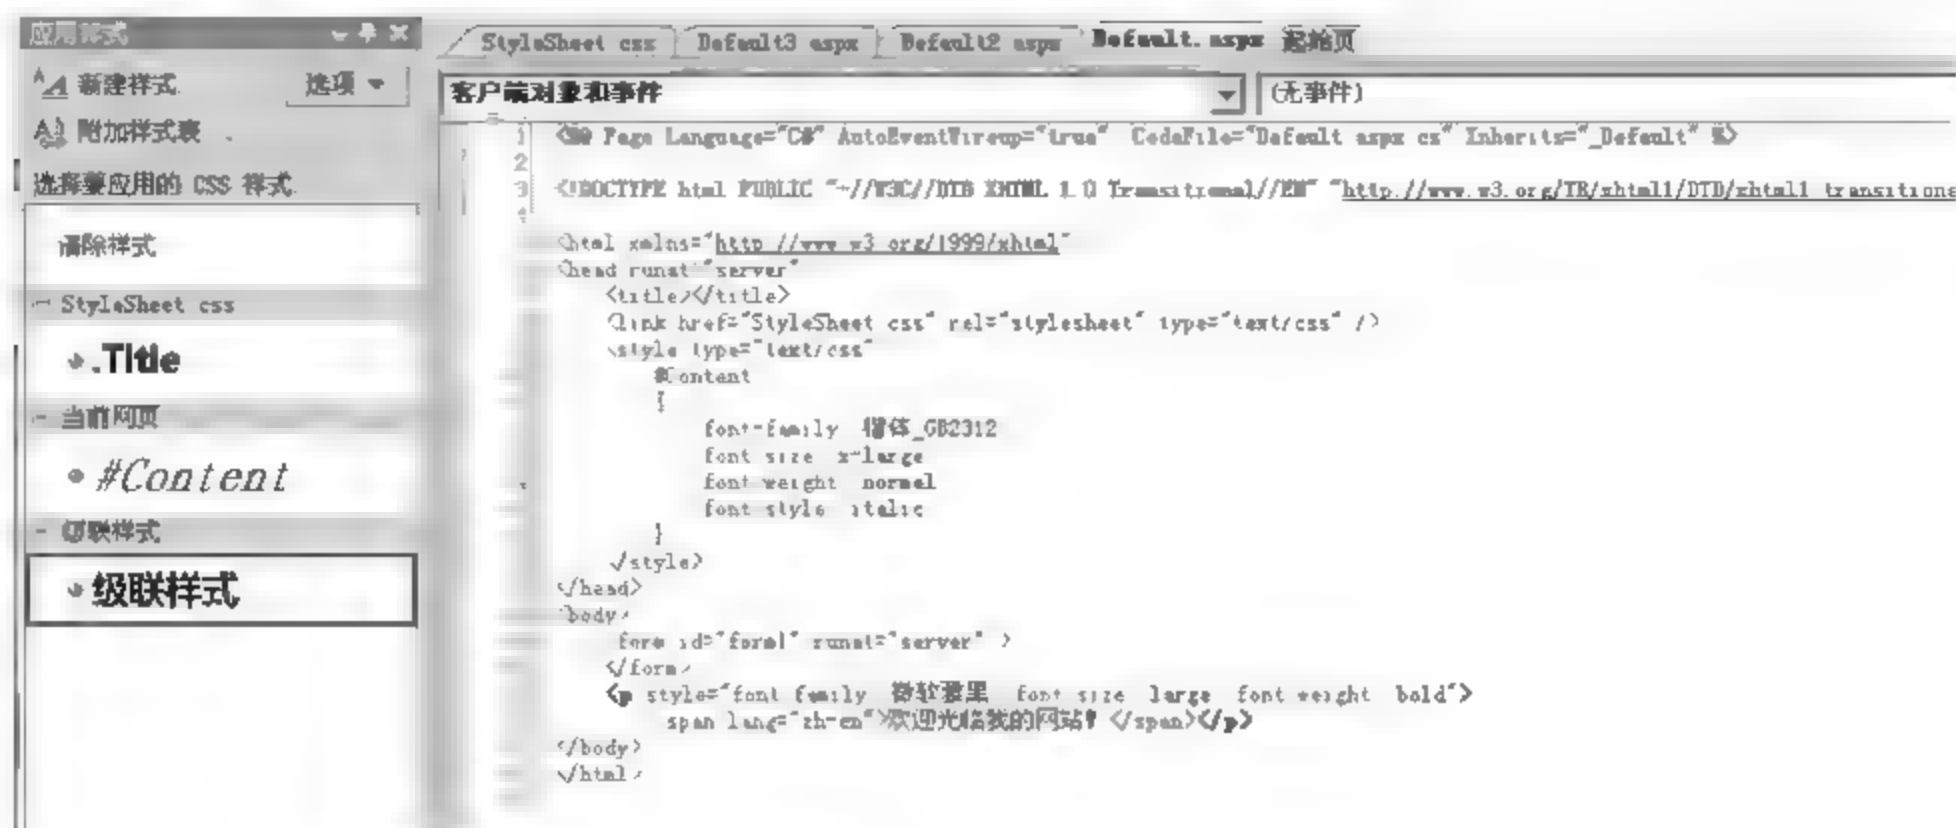 应用样式
新建样式 选项
附加样式表
选择要应用的 CSS 样式
清除样式
StyleSheet css
.Title
当前网页
#Content
级联样式
级联样式
StyleSheet css Default3 aspx Default2 aspx Default.aspx 起始页
客户端对象和事件 (无事件)
1 <%@ Page Language="C#" AutoEventWireup="true" CodeFile="Default aspx cs" Inherits="_Default" %>
2
3 <!DOCTYPE html PUBLIC "-//W3C//DTD XHTML 1 0 Transitional//EN" "http.//www.w3.org/TR/xhtml1/DTD/xhtml1 transitiona
4
<html xmlns="http //www w3 org/1999/xhtml"
<head runat "server"
<title></title>
<link href="StyleSheet css" rel="stylesheet" type="text/css" />
<style type="text/css"
#Content
{
font-family 楷体_GB2312
font size x-large
font weight normal
font style italic
}
</style>
</head>
body>
form id="form1" runat="server" >
</form>
<p style="font family 微软雅黑 font size large font weight bold">
span lang="zh-cn">欢迎光临我的网站! </span></p>
</body>
</html>